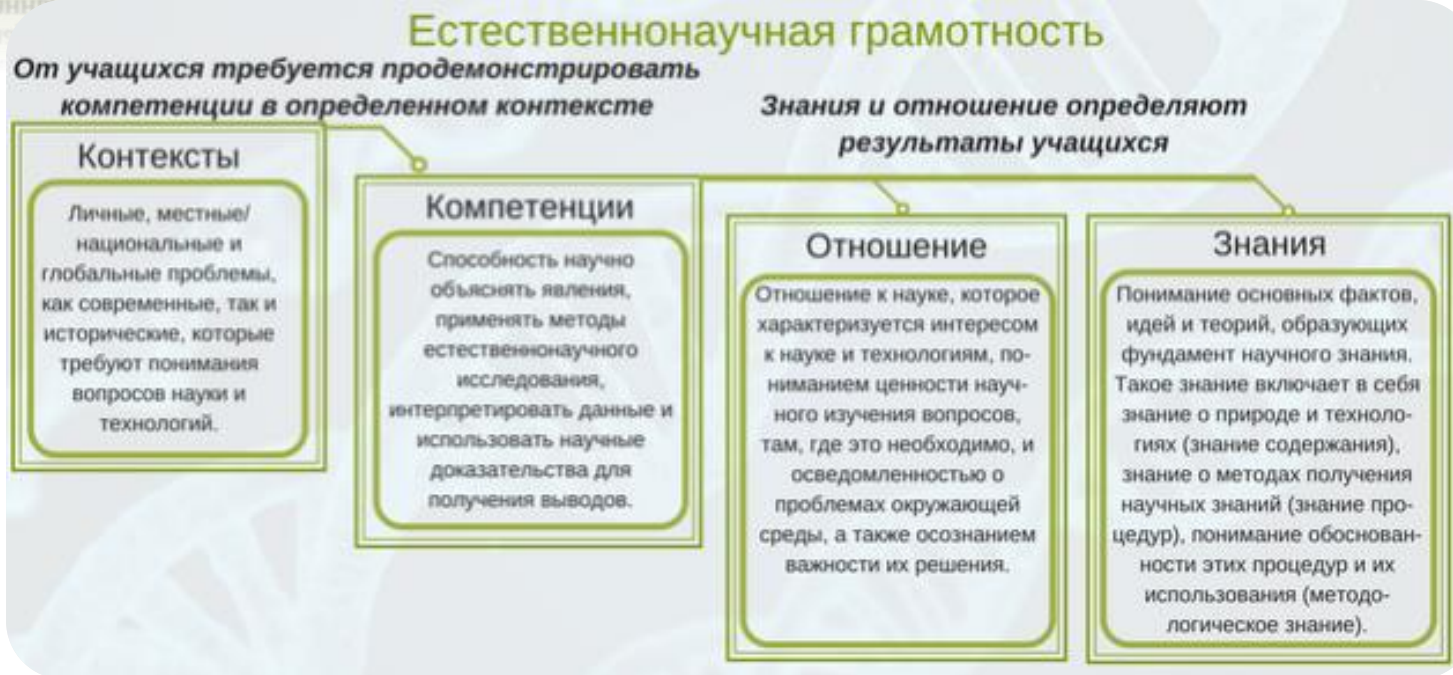 Естественнонаучная грамотность
От учащихся требуется продемонстрировать
компетенции в определенном контексте
Знания и отношение определяют
результаты учащихся
Контексты
Личные, местные/
национальные и
глобальные проблемы,
как современные, так и
исторические, которые
требуют понимания
вопросов науки и
технологий.
Компетенции
Способность научно
объяснять явления,
применять методы
естественнонаучного
исследования,
интерпретировать данные и
использовать научные
доказательства для
получения выводов.
Отношение
Отношение к науке, которое
характеризуется интересом
к науке и технологиям, по-
ниманием ценности науч-
ного изучения вопросов,
там, где это необходимо, и
осведомленностью о
проблемах окружающей
среды, а также осознанием
важности их решения.
Знания
Понимание основных фактов,
идей и теорий, образующих
фундамент научного знания.
Такое знание включает в себя
знание о природе и техноло-
гиях (знание содержания),
знание о методах получения
научных знаний (знание про-
цедур), понимание обоснован-
ности этих процедур и их
использования (методо-
логическое знание).